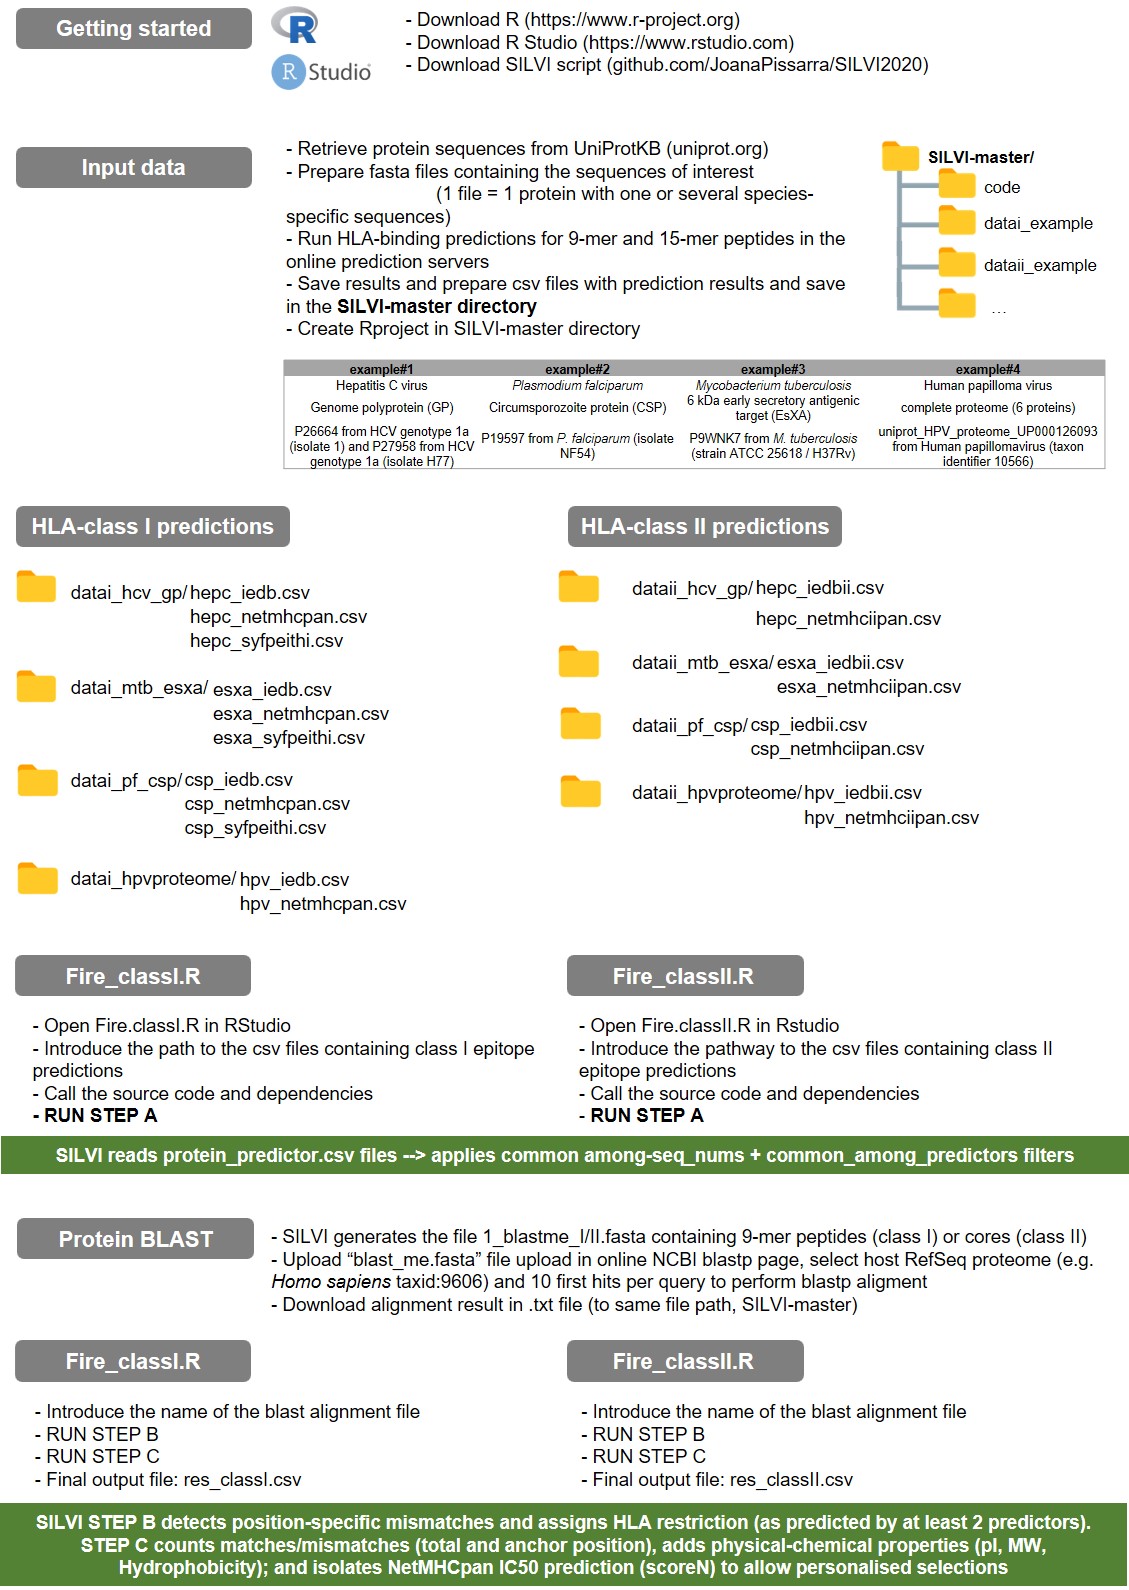 Getting started
R
R Studio
- Download R (https://www.r-project.org)
- Download R Studio (https://www.rstudio.com)
- Download SILVI script (github.com/JoanaPissarra/SILVI2020)
Input data
- Retrieve protein sequences from UniProtKB (uniprot.org)
- Prepare fasta files containing the sequences of interest
(1 file = 1 protein with one or several species-
specific sequences)
- Run HLA-binding predictions for 9-mer and 15-mer peptides in the
online prediction servers
- Save results and prepare csv files with prediction results and save
in the SILVI-master directory
- Create Rproject in SILVI-master directory
SILVI-master/
code
datai_example
dataii_example
...
example#1 example#2 example#3 example#4
Hepatitis C virus Plasmodium falciparum Mycobacterium tuberculosis Human papilloma virus
Genome polyprotein (GP) Circumsporozoite protein (CSP) 6 kDa early secretory antigenic
target (EsXA) complete proteome (6 proteins)
P26664 from HCV genotype 1a
(isolate 1) and P27958 from HCV
genotype 1a (isolate H77)
P19597 from P. falciparum (isolate
NF54)
P9WNK7 from M. tuberculosis
(strain ATCC 25618 / H37Rv)
uniprot_HPV_proteome_UP000126093
from Human papillomavirus (taxon
identifier 10566)
HLA-class I predictions
datai_hcv_gp/ hepc_iedb.csv
hepc_netmhcpan.csv
hepc_syfpeithi.csv
datai_mtb_esxa/ esxa_iedb.csv
esxa_netmhcpan.csv
esxa_syfpeithi.csv
datai_pf_csp/ csp_iedb.csv
csp_netmhcpan.csv
csp_syfpeithi.csv
datai_hpvproteome/ hpv_iedb.csv
hpv_netmhcpan.csv
HLA-class II predictions
dataii_hcv_gp/ hepc_iedbii.csv
hepc_netmhciipan.csv
dataii_mtb_esxa/ esxa_iedbii.csv
esxa_netmhciipan.csv
dataii_pf_csp/ csp_iedbii.csv
csp_netmhciipan.csv
dataii_hpvproteome/ hpv_iedbii.csv
hpv_netmhciipan.csv
Fire_classI.R
- Open Fire.classI.R in RStudio
- Introduce the path to the csv files containing class I epitope
predictions
- Call the source code and dependencies
- RUN STEP A
Fire_classII.R
- Open Fire.classII.R in Rstudio
- Introduce the pathway to the csv files containing class II
epitope predictions
- Call the source code and dependencies
- RUN STEP A
SILVI reads protein_predictor.csv files --> applies common among-seq_nums + common_among_predictors filters
Protein BLAST
- SILVI generates the file 1_blastme_I/II.fasta containing 9-mer peptides (class I) or cores (class II)
- Upload “blast_me.fasta” file upload in online NCBI blastp page, select host RefSeq proteome (e.g.
Homo sapiens taxid:9606) and 10 first hits per query to perform blastp aligment
- Download alignment result in .txt file (to same file path, SILVI-master)
Fire_classI.R
- Introduce the name of the blast alignment file
- RUN STEP B
- RUN STEP C
- Final output file: res_classI.csv
Fire_classII.R
- Introduce the name of the blast alignment file
- RUN STEP B
- RUN STEP C
- Final output file: res_classII.csv
SILVI STEP B detects position-specific mismatches and assigns HLA restriction (as predicted by at least 2 predictors).
STEP C counts matches/mismatches (total and anchor position), adds physical-chemical properties (pI, MW,
Hydrophobicity); and isolates NetMHCpan IC50 prediction (scoreN) to allow personalised selections